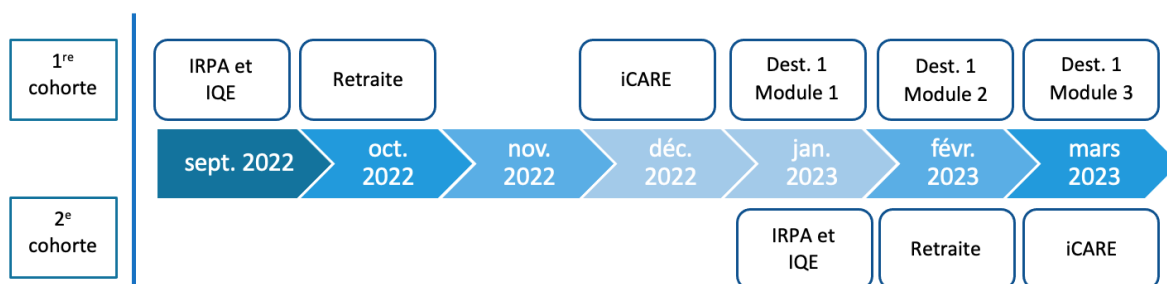 1re
cohorte
IRPA et
IQE
Retraite
iCARE
Dest. 1
Module 1
Dest. 1
Module 2
Dest. 1
Module 3
sept. 2022
oct.
2022
nov.
2022
déc.
2022
jan.
2023
févr.
2023
mars
2023
2e
cohorte
IRPA et
IQE
Retraite
iCARE